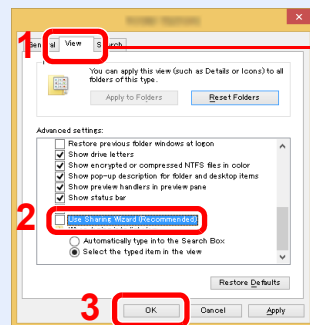 1
View
You can apply this view (such as Details or Icons) to all
folders of this type.
Apply to Folders
Reset Folders
Advanced settings:
Restore previous folder windows at logon
Show drive letters
Show encrypted or compressed NTFS files in color
Show pop-up description for folder and desktop items
Show preview handlers in preview pane
Show status bar
2
Use Sharing Wizard (Recommended)
Automatically type into the Search Box
Select the typed item in the view
Restore Defaults
3
OK
Cancel
Apply